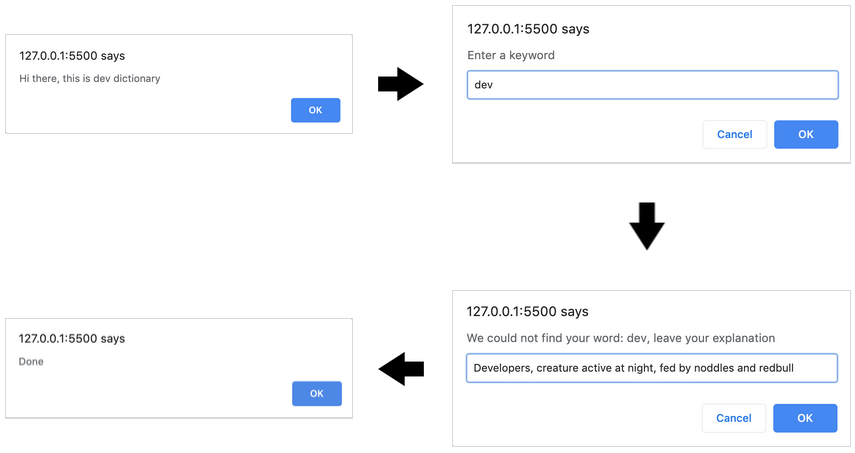 127.0.0.1:5500 says
Hi there, this is dev dictionary
OK
127.0.0.1:5500 says
Enter a keyword
dev
Cancel OK
127.0.0.1:5500 says
We could not find your word: dev, leave your explanation
Developers, creature active at night, fed by noddles and redbull
Cancel OK
127.0.0.1:5500 says
Done
OK